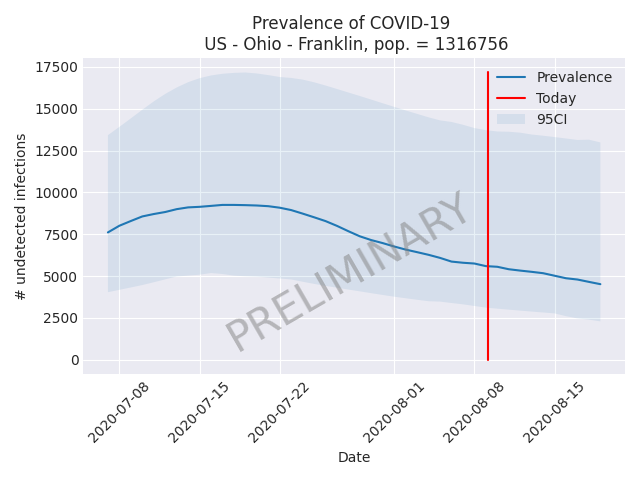 Prevalence of COVID-19
US - Ohio - Franklin, pop. = 1316756
17500
15000
12500
10000
7500
5000
2500
0
# undetected infections
Prevalence
Today
95CI
PRELIMINARY
2020-07-08
2020-07-15
2020-07-22
2020-08-01
2020-08-08
2020-08-15
Date